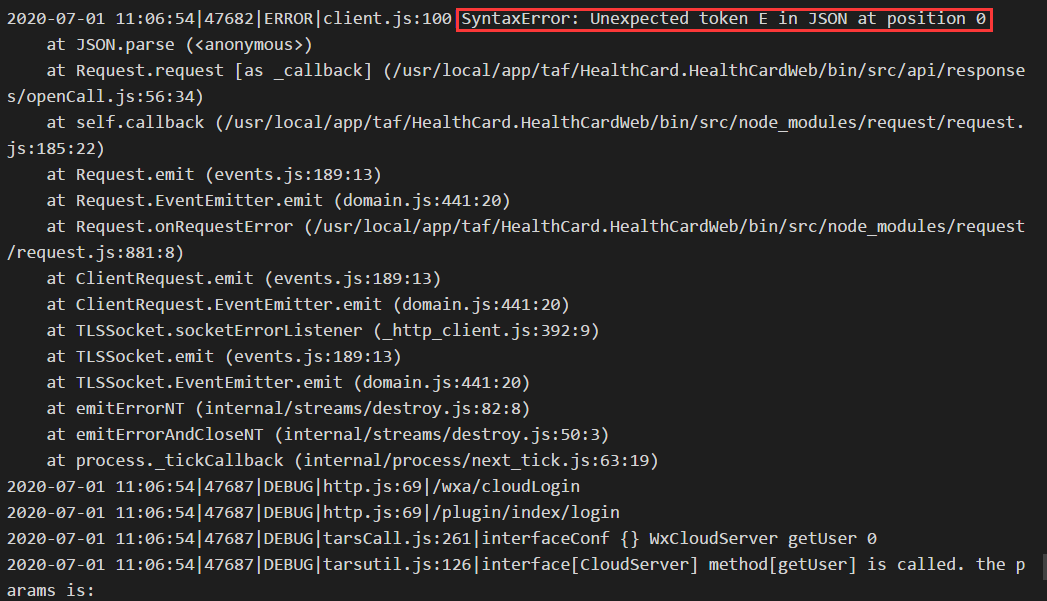 2020-07-01 11:06:54|47682|ERROR|client.js:100 SyntaxError: Unexpected token E in JSON at position 0
    at JSON.parse (<anonymous>)
    at Request.request [as _callback] (/usr/local/app/taf/HealthCard.HealthCardWeb/bin/src/api/response
s/openCall.js:56:34)
    at self.callback (/usr/local/app/taf/HealthCard.HealthCardWeb/bin/src/node_modules/request/request.
js:185:22)
    at Request.emit (events.js:189:13)
    at Request.EventEmitter.emit (domain.js:441:20)
    at Request.onRequestError (/usr/local/app/taf/HealthCard.HealthCardWeb/bin/src/node_modules/request
/request.js:881:8)
    at ClientRequest.emit (events.js:189:13)
    at ClientRequest.EventEmitter.emit (domain.js:441:20)
    at TLSSocket.socketErrorListener (_http_client.js:392:9)
    at TLSSocket.emit (events.js:189:13)
    at TLSSocket.EventEmitter.emit (domain.js:441:20)
    at emitErrorNT (internal/streams/destroy.js:82:8)
    at emitErrorAndCloseNT (internal/streams/destroy.js:50:3)
    at process._tickCallback (internal/process/next_tick.js:63:19)
2020-07-01 11:06:54|47687|DEBUG|http.js:69|/wxa/cloudLogin
2020-07-01 11:06:54|47687|DEBUG|http.js:69|/plugin/index/login
2020-07-01 11:06:54|47687|DEBUG|tarsCall.js:261|interfaceConf {} WxCloudServer getUser 0
2020-07-01 11:06:54|47687|DEBUG|tarsutil.js:126|interface[CloudServer] method[getUser] is called. the p
arams is: